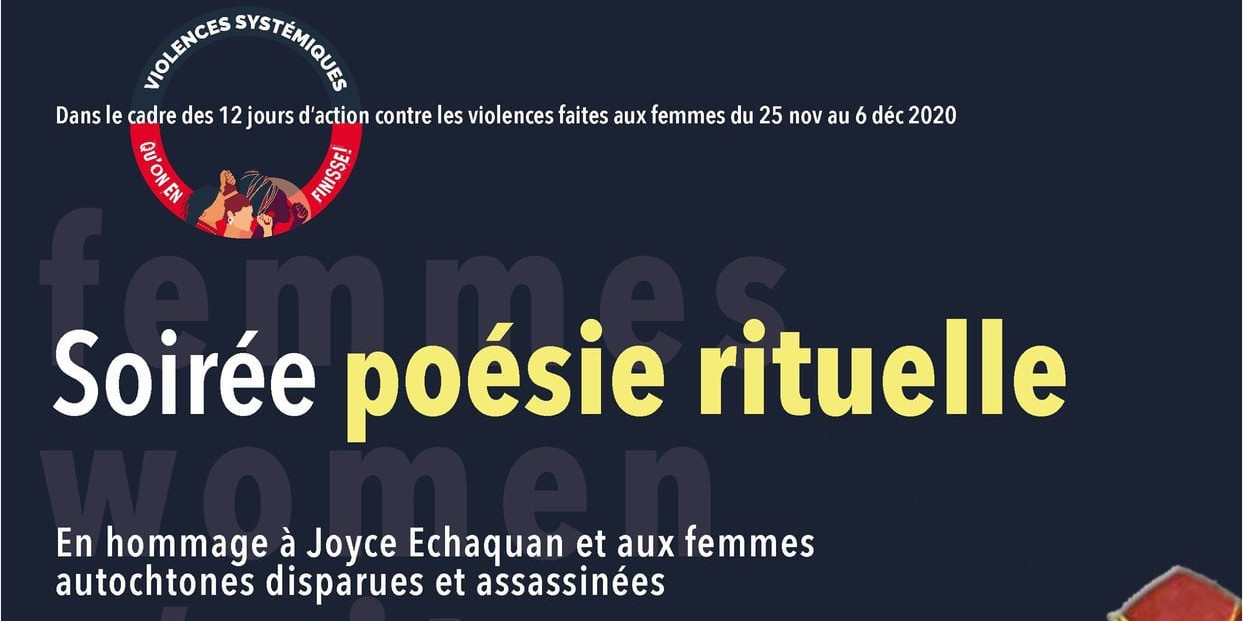 VIOLENCES SYSTÉMIQUES
Dans le cadre des 12 jours d'action contre les violences faites aux femmes du 25 nov au 6 déc 2020
QU'ON EN FINISSE!
femmes
Soirée poésie rituelle
women
En hommage à Joyce Echaquan et aux femmes
autochtones disparues et assassinées